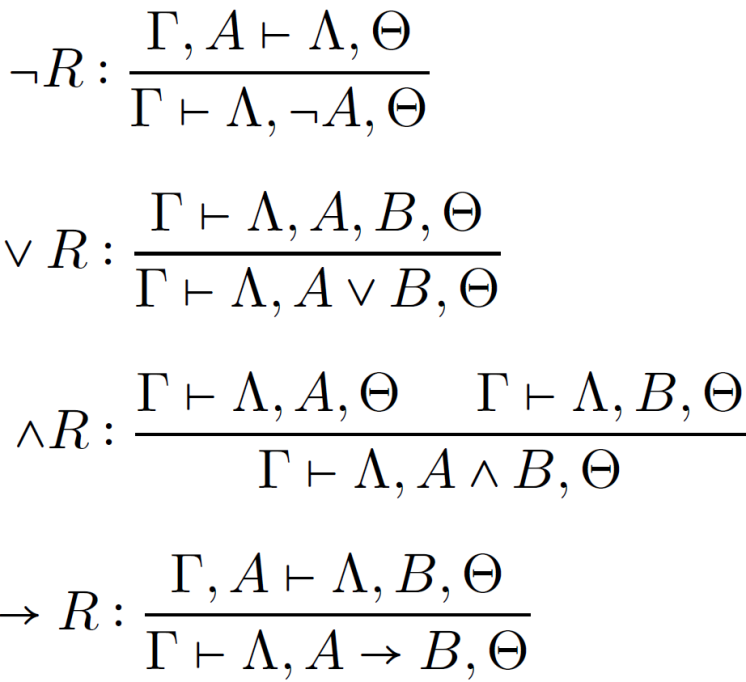 ¬R : Γ, A ⊢ Λ, Θ
Γ ⊢ Λ, ¬A, Θ
∨ R : Γ ⊢ Λ, A, B, Θ
Γ ⊢ Λ, A ∨ B, Θ
∧R : Γ ⊢ Λ, A, Θ Γ ⊢ Λ, B, Θ
Γ ⊢ Λ, A ∧ B, Θ
→ R : Γ, A ⊢ Λ, B, Θ
Γ ⊢ Λ, A → B, Θ